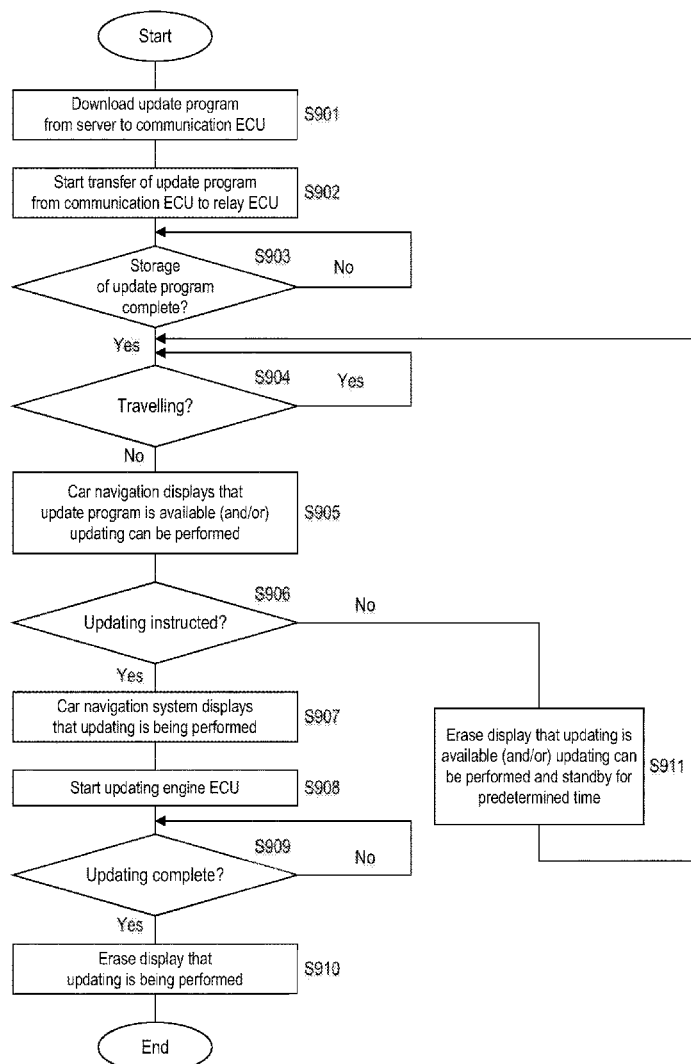 Start
Download update program
from server to communication ECU
S901
Start transfer of update program
from communication ECU to relay ECU
S902
S903
Storage
of update program
complete?
No
Yes
S904
Travelling?
Yes
No
Car navigation displays that
update program is available (and/or)
updating can be performed
S905
S906
Updating instructed?
No
Yes
Car navigation system displays
that updating is being performed
S907
Erase display that updating is
available (and/or) updating can
be performed and standby for
predetermined time
S911
Start updating engine ECU
S908
S909
Updating complete?
No
Yes
Erase display that
updating is being performed
S910
End